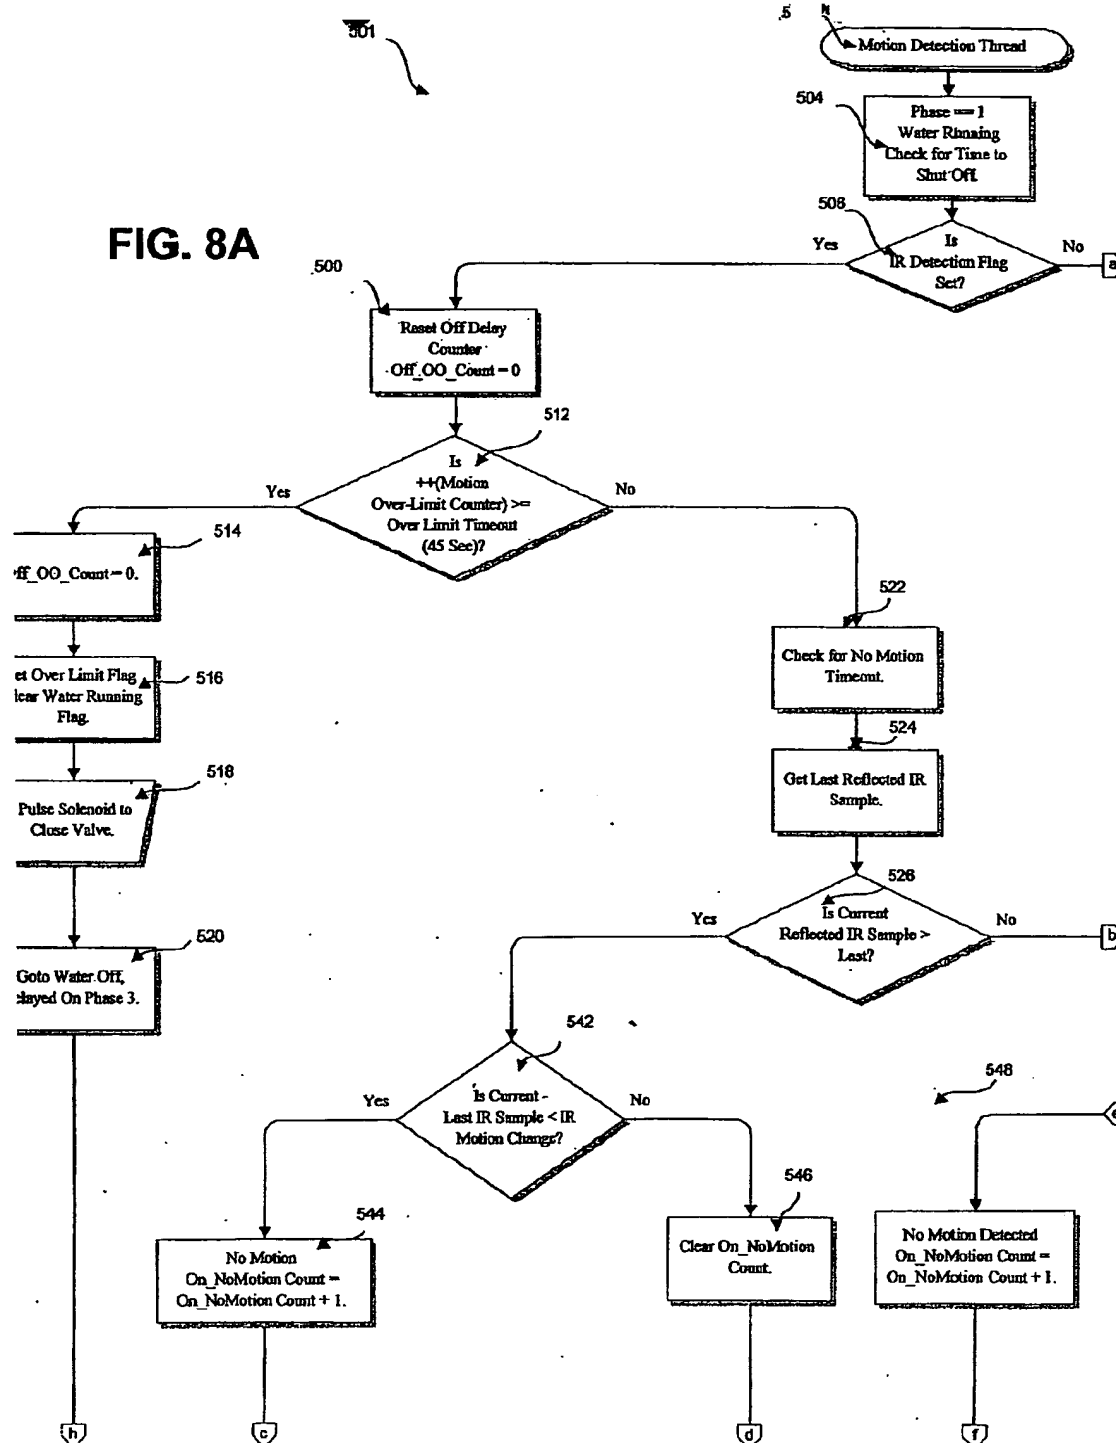 501
5 N
Motion Detection Thread
504
Phase == 1
Water Running
Check for Time to
Shut Off.
FIG. 8A
508
Yes
Is
IR Detection Flag
Set?
No
a
500
Reset Off Delay
Counter
Off_OO_Count = 0
512
Is
++(Motion
Over-Limit Counter) >=
Over Limit Timeout
(45 Sec)?
Yes
No
514
ff_OO_Count = 0.
516
et Over Limit Flag
lear Water Running
Flag.
518
Pulse Solenoid to
Close Valve.
520
Goto Water Off,
elayed On Phase 3.
522
Check for No Motion
Timeout.
524
Get Last Reflected IR
Sample.
526
Yes
Is Current
Reflected IR Sample >
Last?
No
b
542
Yes
Is Current -
Last IR Sample < IR
Motion Change?
No
548
e
544
No Motion
On_NoMotion Count =
On_NoMotion Count + 1.
546
Clear On_NoMotion
Count.
No Motion Detected
On_NoMotion Count =
On_NoMotion Count + 1.
h
c
d
f